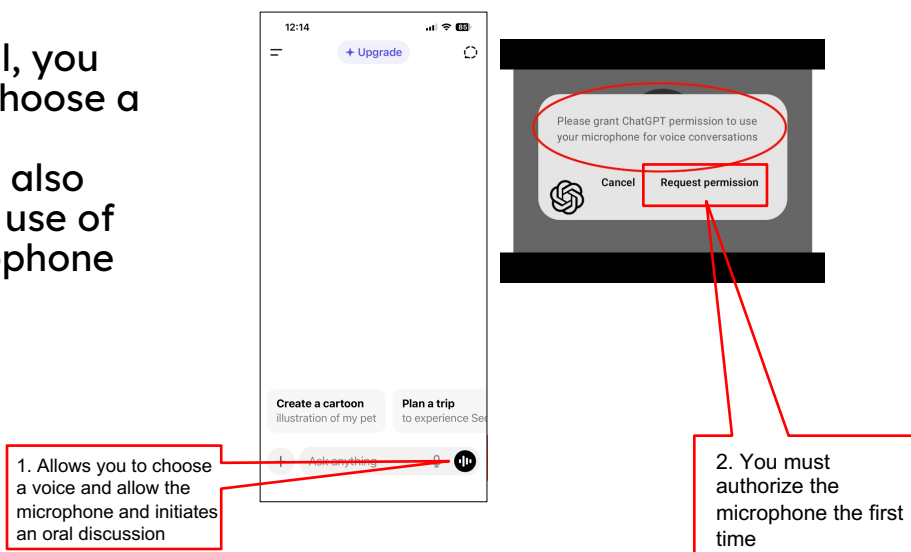 l, you
hoose a
also
use of
phone
12:14
85
+ Upgrade
Create a cartoon
illustration of my pet
Plan a trip
to experience
Ask anything
Please grant ChatGPT permission to use
your microphone for voice conversations
Cancel
Request permission
1. Allows you to choose
a voice and allow the
microphone and initiates
an oral discussion
2. You must
authorize the
microphone the first
time